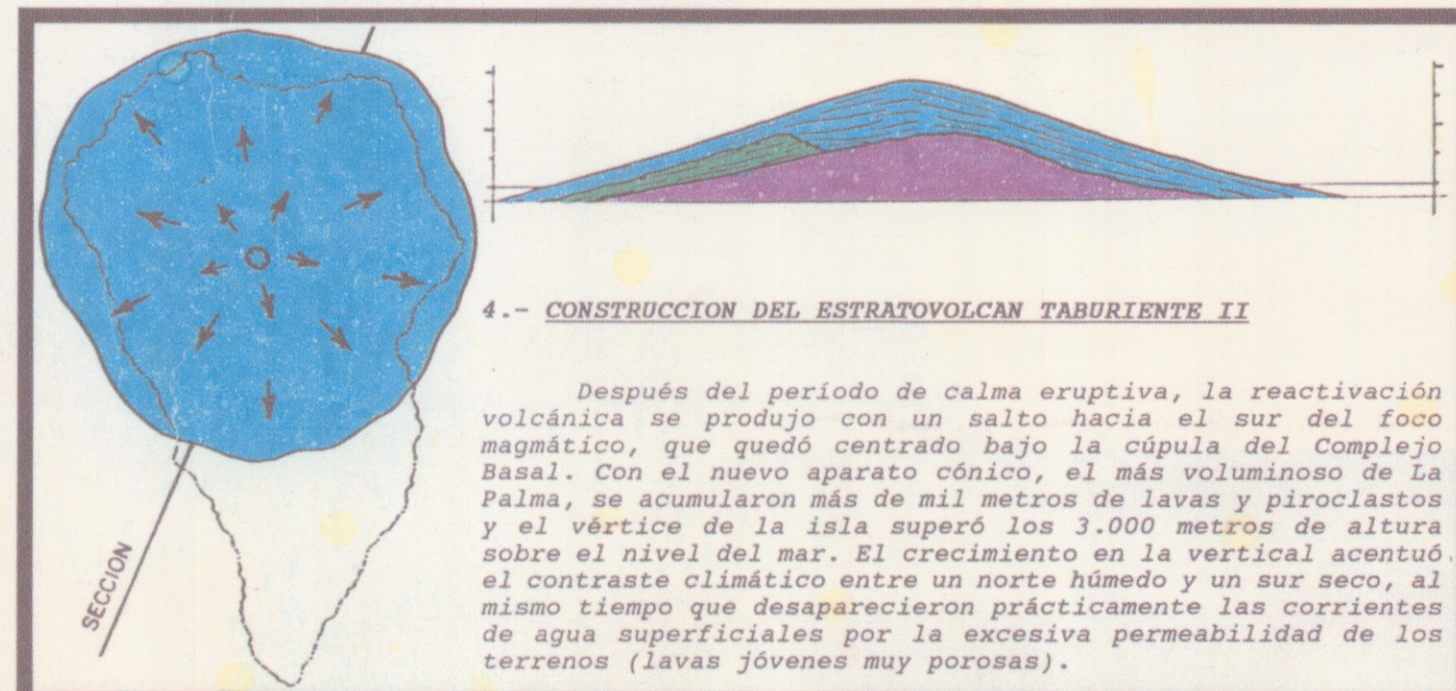 4.- CONSTRUCCION DEL ESTRATOVOLCAN TABURIENTE II
Después del período de calma eruptiva, la reactivación
volcánica se produjo con un salto hacia el sur del foco
magmático, que quedó centrado bajo la cúpula del Complejo
Basal. Con el nuevo aparato cónico, el más voluminoso de La
Palma, se acumularon más de mil metros de lavas y piroclastos
y el vértice de la isla superó los 3.000 metros de altura
sobre el nivel del mar. El crecimiento en la vertical acentuó
el contraste climático entre un norte húmedo y un sur seco, al
mismo tiempo que desaparecieron prácticamente las corrientes
de agua superficiales por la excesiva permeabilidad de los
terrenos (lavas jóvenes muy porosas).
SECCION